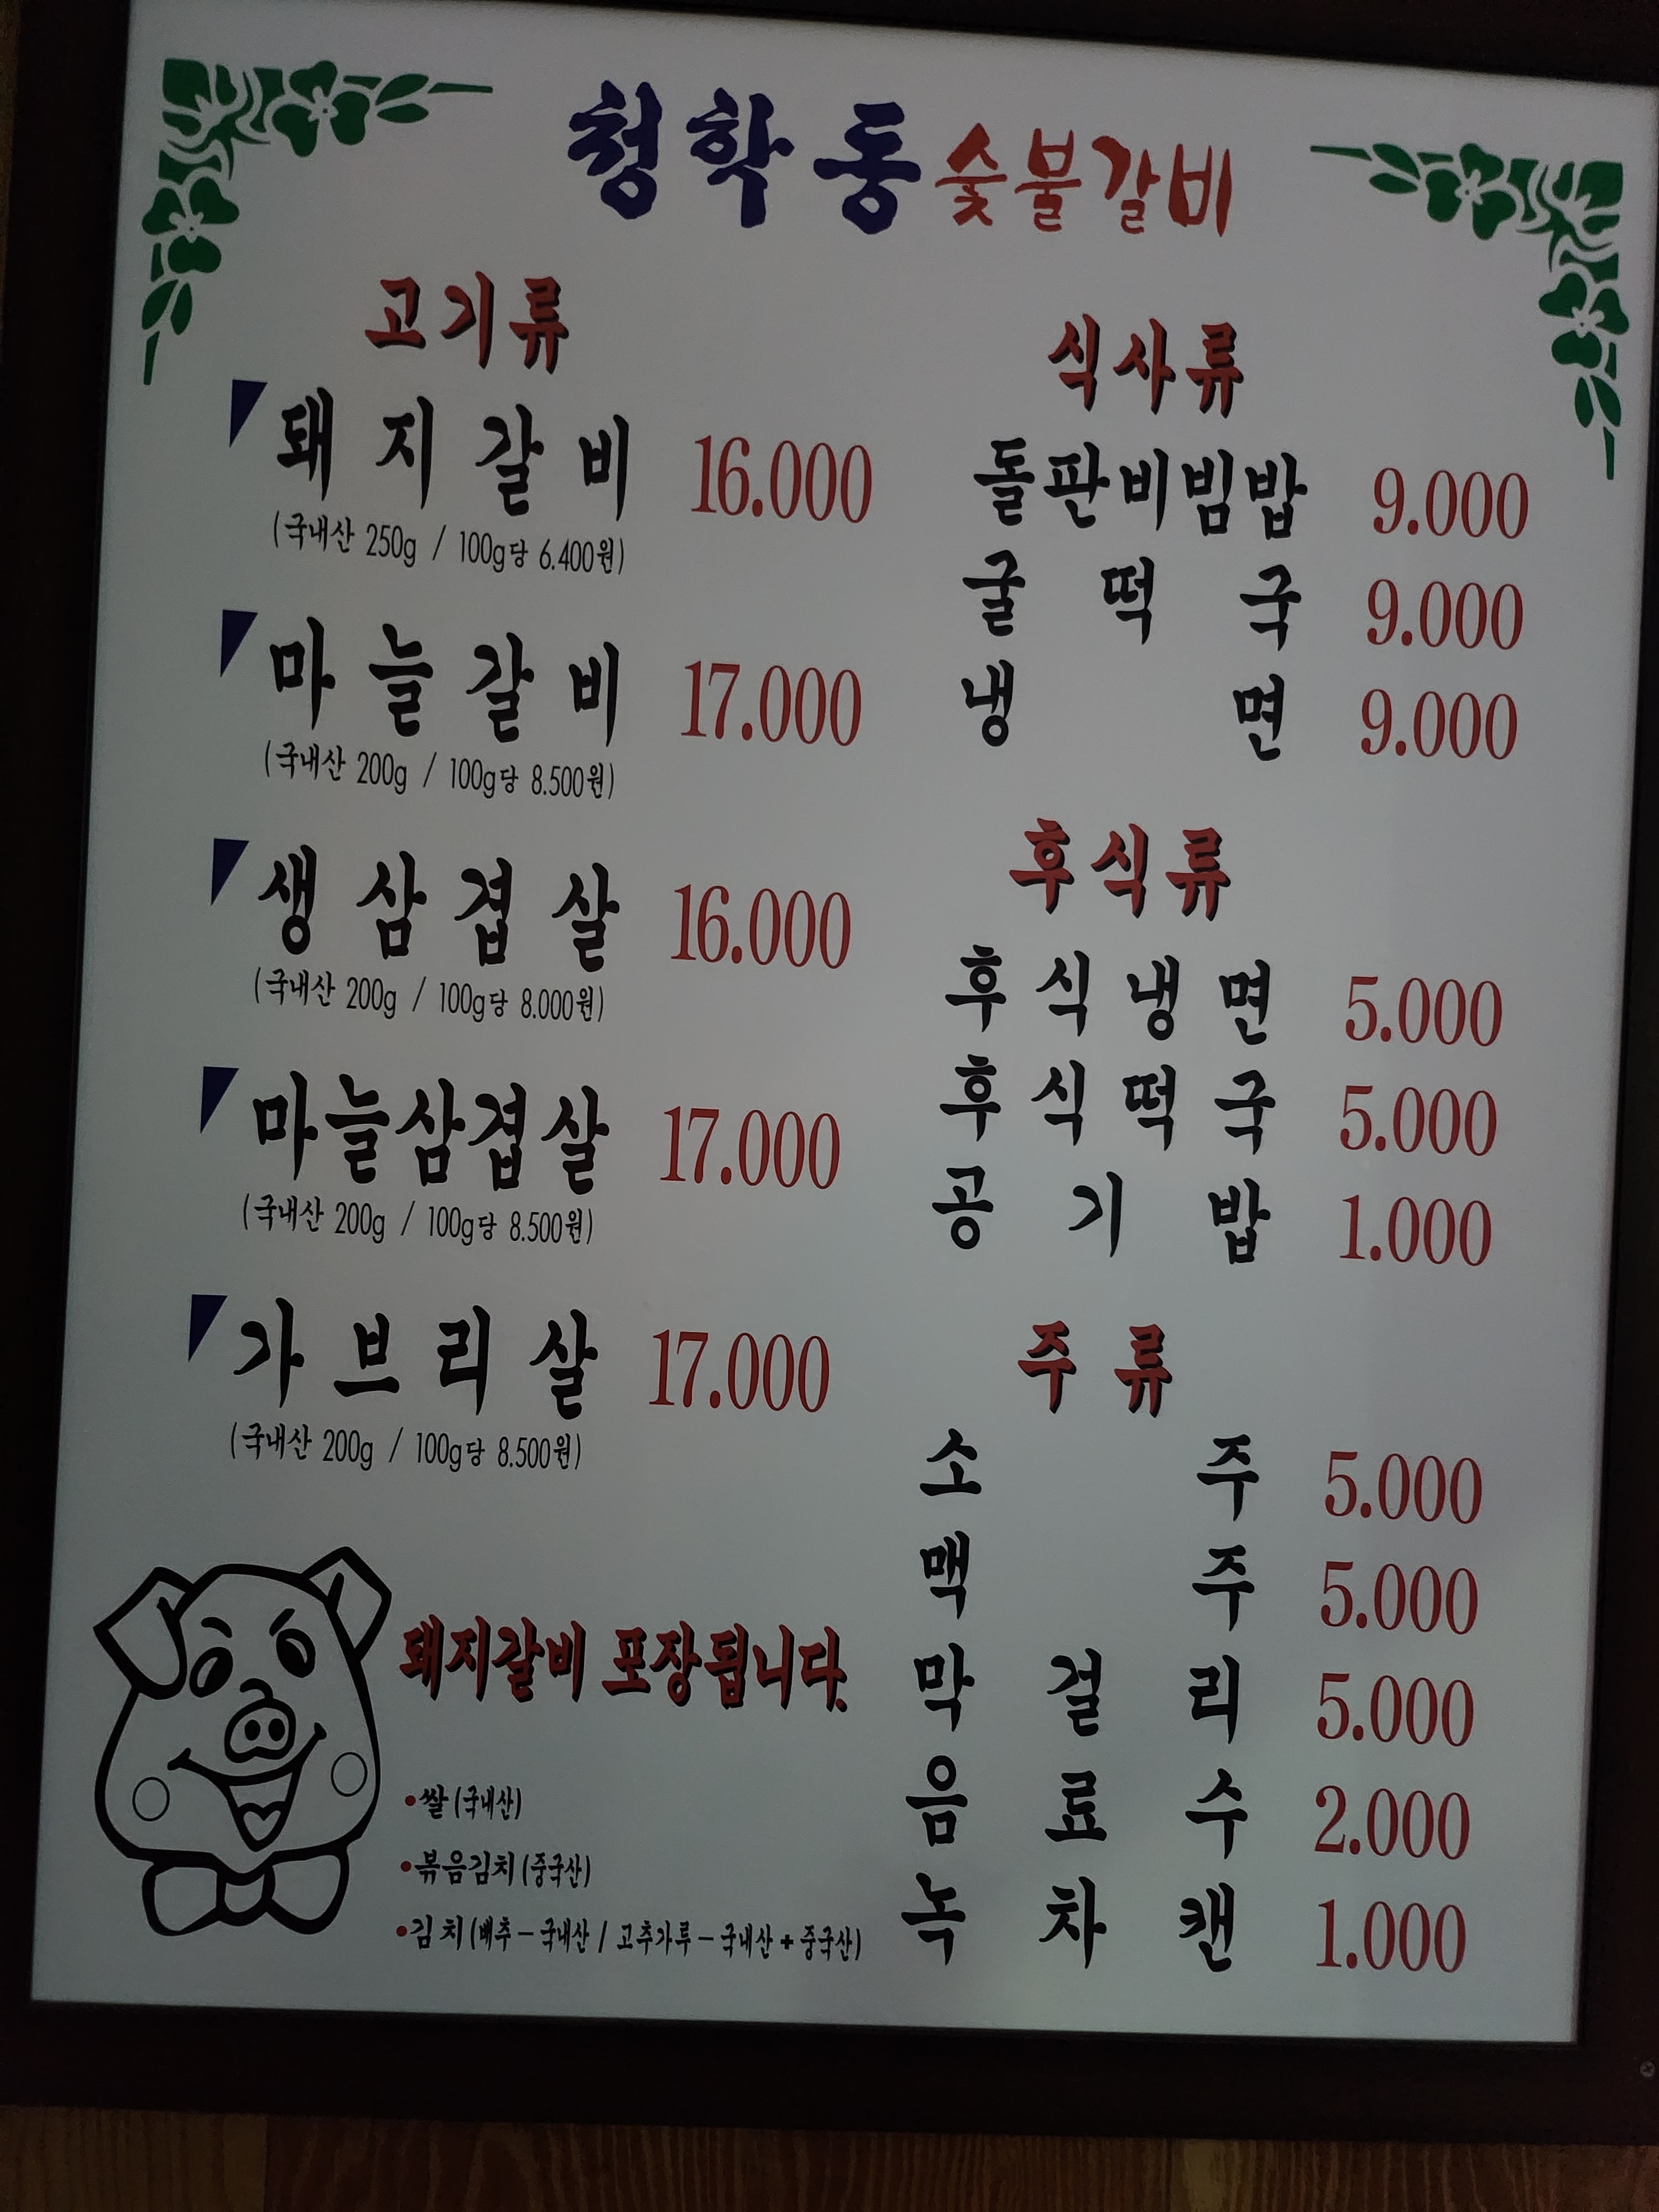 청학동숯불갈비
고기류
돼지갈비 16.000
(국내산 250g / 100g당 6.400원)
마늘갈비 17.000
(국내산 200g / 100g당 8.500원)
생삼겹살 16.000
(국내산 200g / 100g당 8.000원)
마늘삼겹살 17.000
(국내산 200g / 100g당 8.500원)
가브리살 17.000
(국내산 200g / 100g당 8.500원)
돼지갈비 포장됩니다.
•쌀(국내산)
•볶음김치(중국산)
•김치(배추-국내산 / 고추가루-국내산+중국산)
식사류
돌판비빔밥 9.000
굴떡국 9.000
냉면 9.000
후식류
후식냉면 5.000
후식떡국 5.000
공기밥 1.000
주류
소주 5.000
맥주 5.000
막걸리 5.000
음료수 2.000
녹차캔 1.000